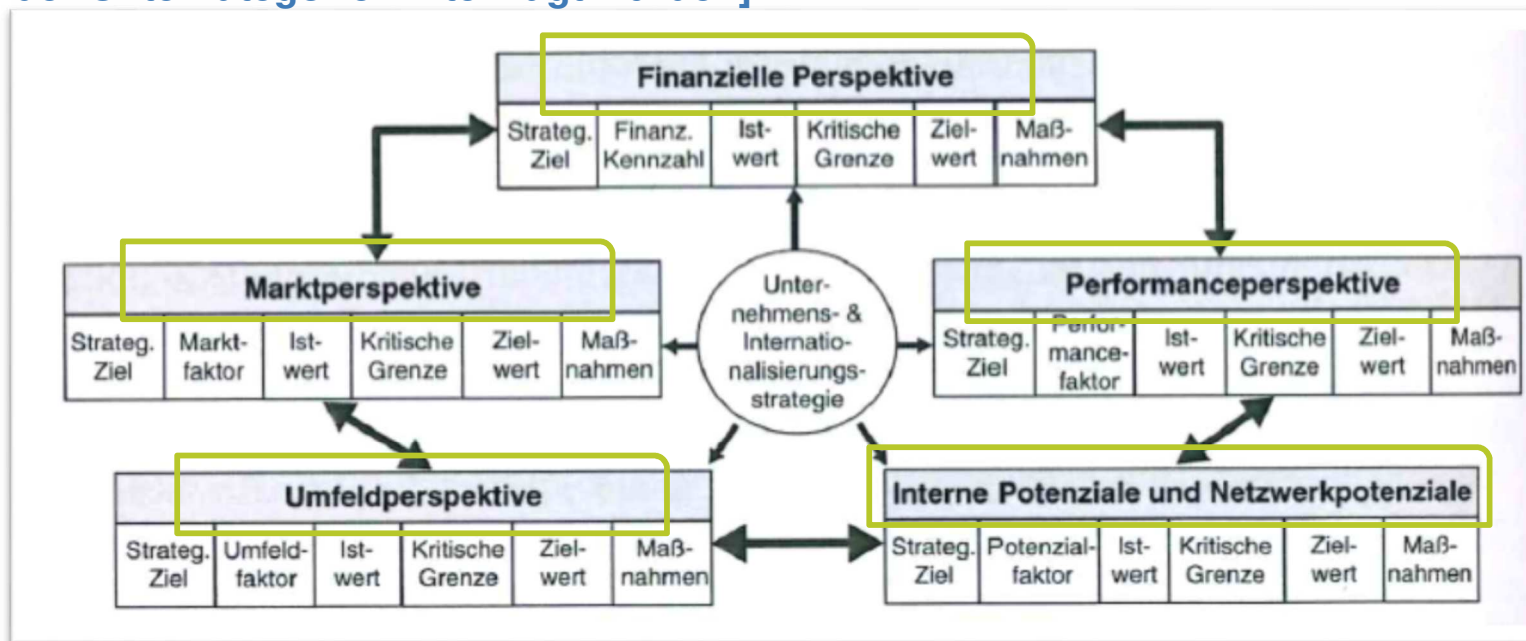 Finanzielle Perspektive
Strateg. Finanz. Ist- Kritische Ziel- Maß-
Ziel Kennzahl wert Grenze wert nahmen
Marktperspektive
Strateg. Markt- Ist- Kritische Ziel- Maß-
Ziel faktor wert Grenze wert nahmen
Unter-
nehmens- &
Internatio-
nalisierungs-
strategie
Performanceperspektive
Strateg. Perfor- Ist- Kritische Ziel- Maß-
Ziel mance- wert Grenze wert nahmen
faktor
Umfeldperspektive
Strateg. Umfeld- Ist- Kritische Ziel- Maß-
Ziel faktor wert Grenze wert nahmen
Interne Potenziale und Netzwerkpotenziale
Strateg. Potenzial- Ist- Kritische Ziel- Maß-
Ziel faktor wert Grenze wert nahmen